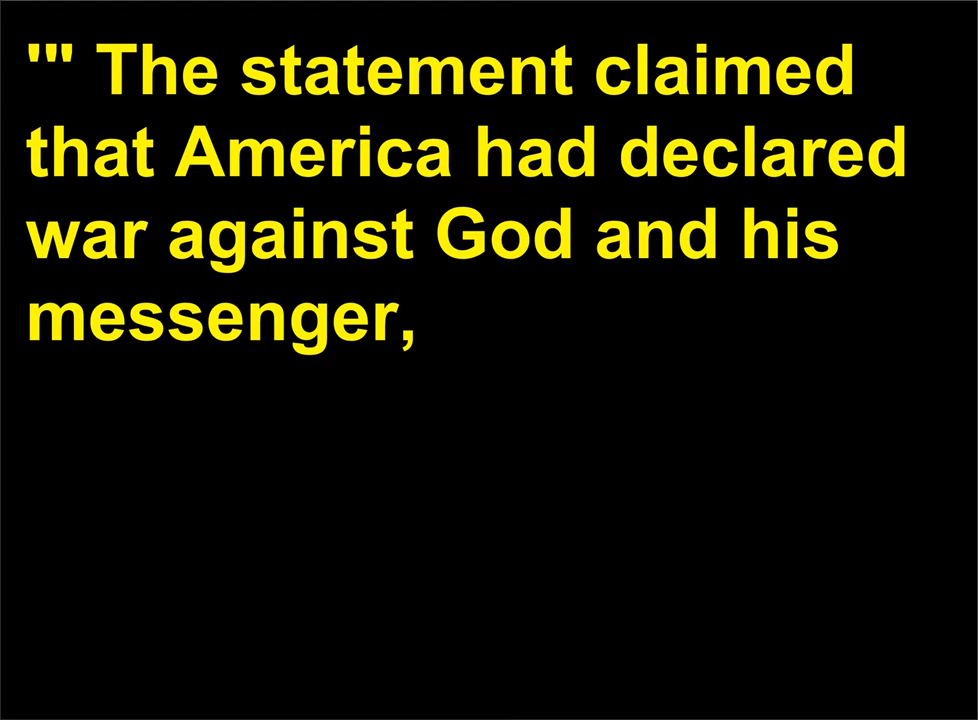 '" The statement claimed
that America had declared
war against God and his
messenger,